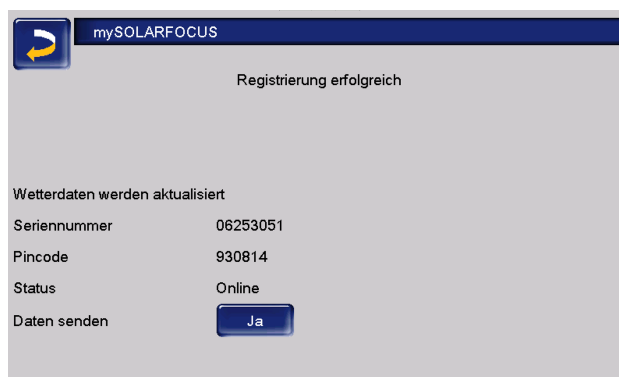 mySOLARFOCUS
Registrierung erfolgreich
Wetterdaten werden aktualisiert
Seriennummer 06253051
Pincode 930814
Status Online
Daten senden Ja